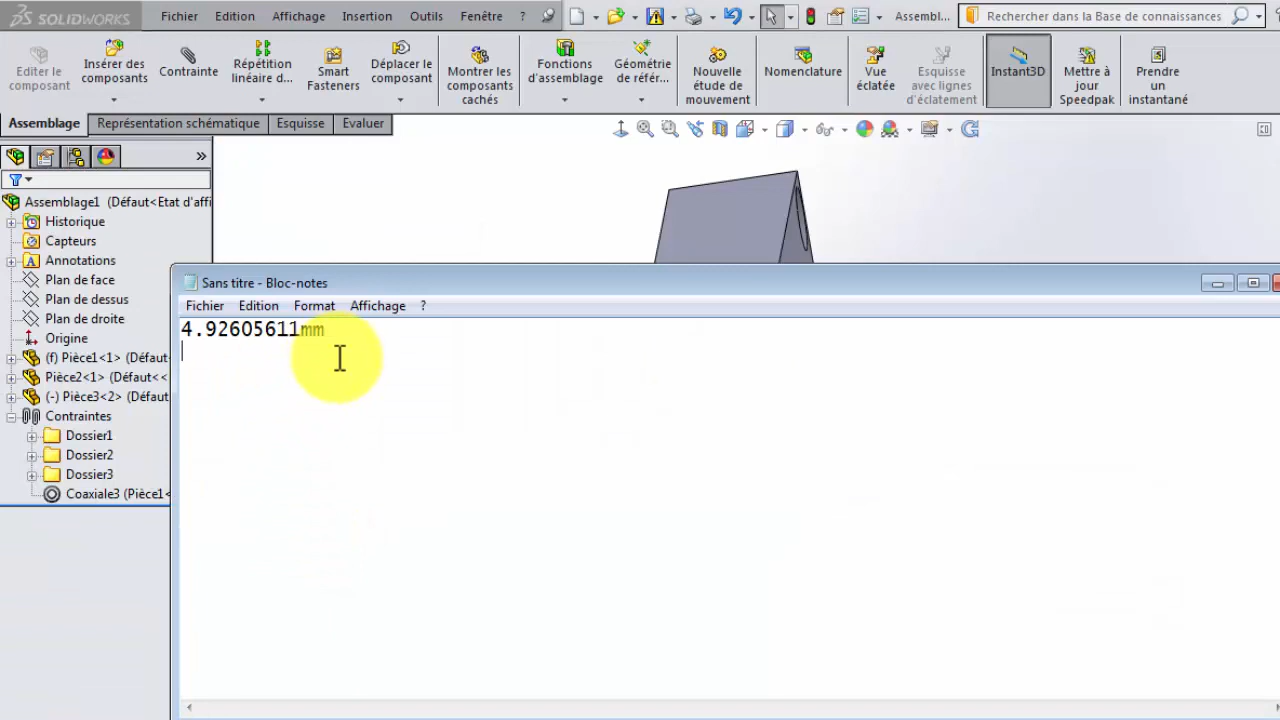 SOLIDWORKS
Fichier Edition Affichage Insertion Outils Fenêtre ?
Assembl...
Rechercher dans la Base de connaissances
Editer le composant
Insérer des composants
Contrainte
Répétition linéaire d...
Smart Fasteners
Déplacer le composant
Montrer les composants cachés
Fonctions d'assemblage
Géométrie de référ...
Nouvelle étude de mouvement
Nomenclature
Vue éclatée
Esquisse avec lignes d'éclatement
Instant3D
Mettre à jour Speedpak
Prendre un instantané
Assemblage Représentation schématique Esquisse Evaluer
Assemblage1 (Défaut<Etat d'affi
Historique
Capteurs
Annotations
Plan de face
Plan de dessus
Plan de droite
Origine
(f) Pièce1<1> (Défaut
Pièce2<1> (Défaut<<
(-) Pièce3<2> (Défaut
Contraintes
Dossier1
Dossier2
Dossier3
Coaxiale3 (Pièce1<
Sans titre - Bloc-notes
Fichier Edition Format Affichage ?
4.92605611mm